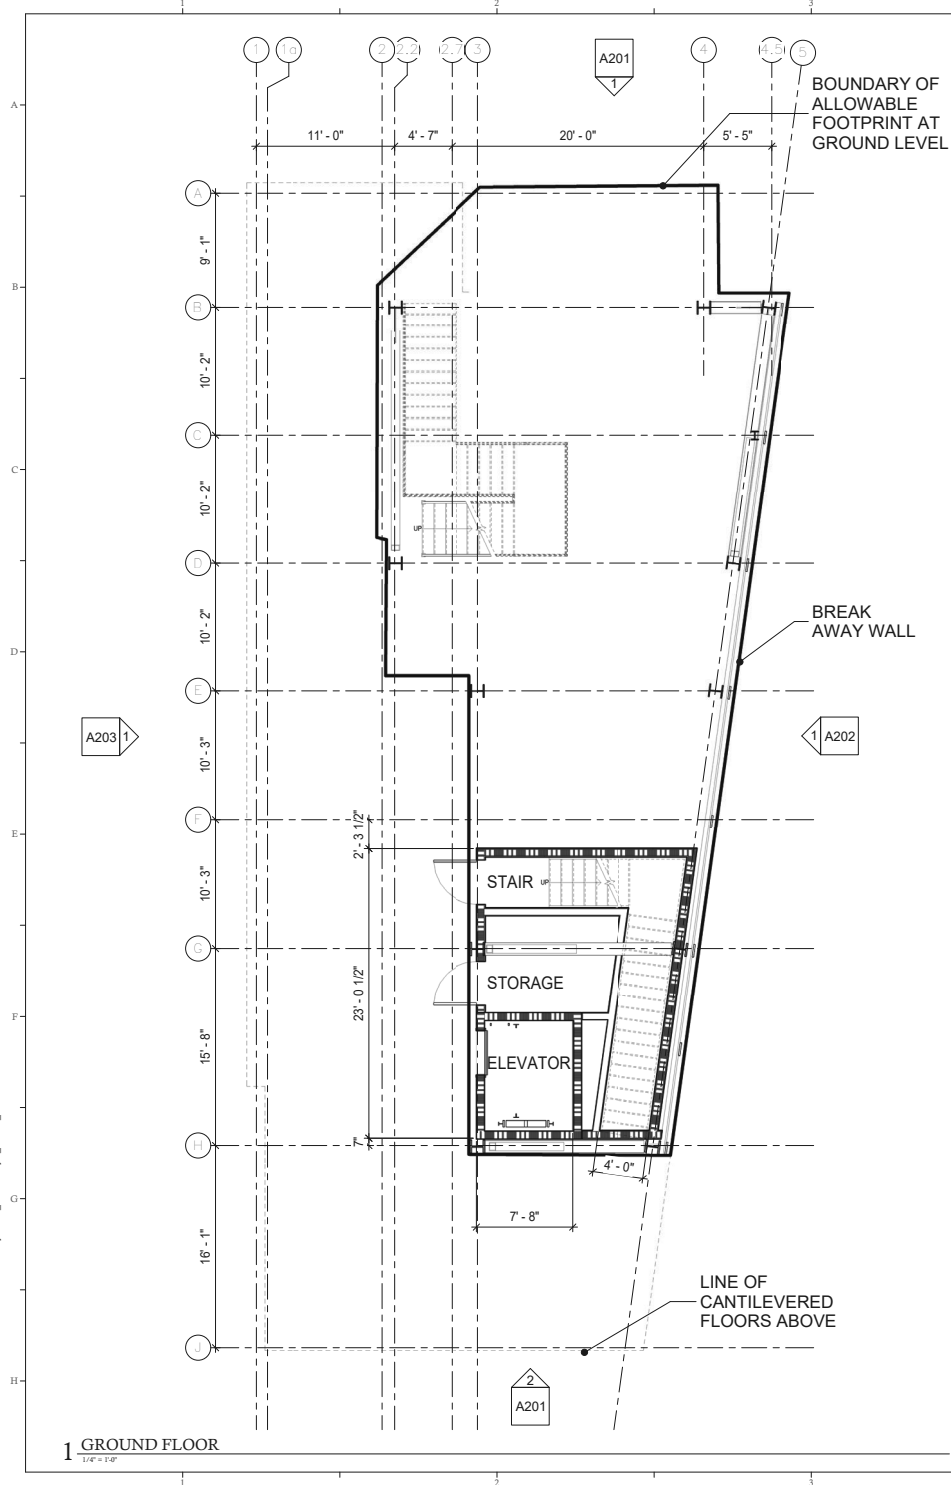 1 2 3
1 1a 2 2.2 2.7 3 4 4.5 5
A201
1
BOUNDARY OF
ALLOWABLE
FOOTPRINT AT
GROUND LEVEL
11' - 0" 4' - 7" 20' - 0" 5' - 5"
A
A
9' - 1"
B
B
10' - 2"
C
C
10' - 2"
UP
D
10' - 2"
BREAK
AWAY WALL
D
E
A203 1
1 A202
10' - 3"
F
E
2' - 3 1/2"
10' - 3"
STAIR UP
G
STORAGE
23' - 0 1/2"
F
15' - 8"
ELEVATOR
7"
H
4' - 0"
G
7' - 8"
16' - 1"
LINE OF
CANTILEVERED
FLOORS ABOVE
J
H
2
A201
1 GROUND FLOOR
1/4" = 1'-0"
1 2 3